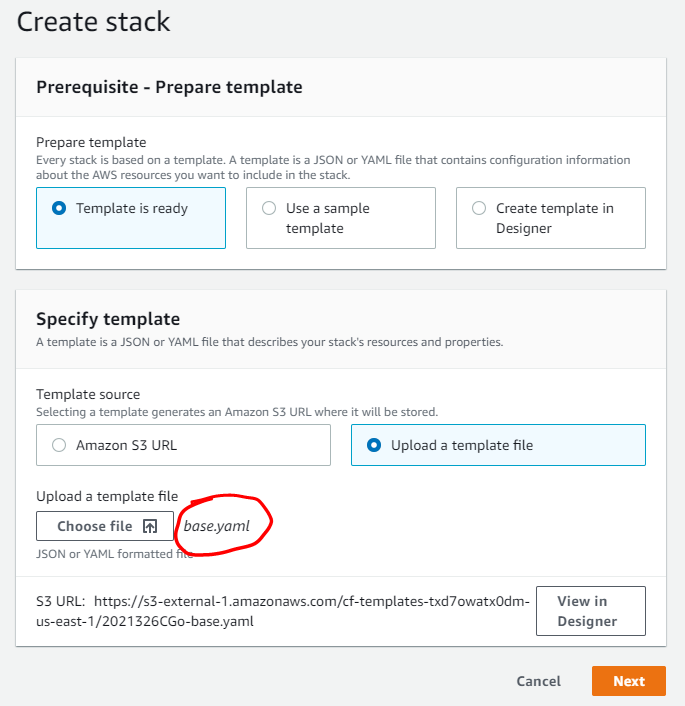 Create stack
Prerequisite - Prepare template
Prepare template
Every stack is based on a template. A template is a JSON or YAML file that contains configuration information
about the AWS resources you want to include in the stack.
Template is ready
Use a sample
template
Create template in
Designer
Specify template
A template is a JSON or YAML file that describes your stack's resources and properties.
Template source
Selecting a template generates an Amazon S3 URL where it will be stored.
Amazon S3 URL
Upload a template file
Upload a template file
Choose file
base.yaml
JSON or YAML formatted file
S3 URL: https://s3-external-1.amazonaws.com/cf-templates-txd7owatx0dm-
us-east-1/2021326CGo-base.yaml
View in
Designer
Cancel
Next